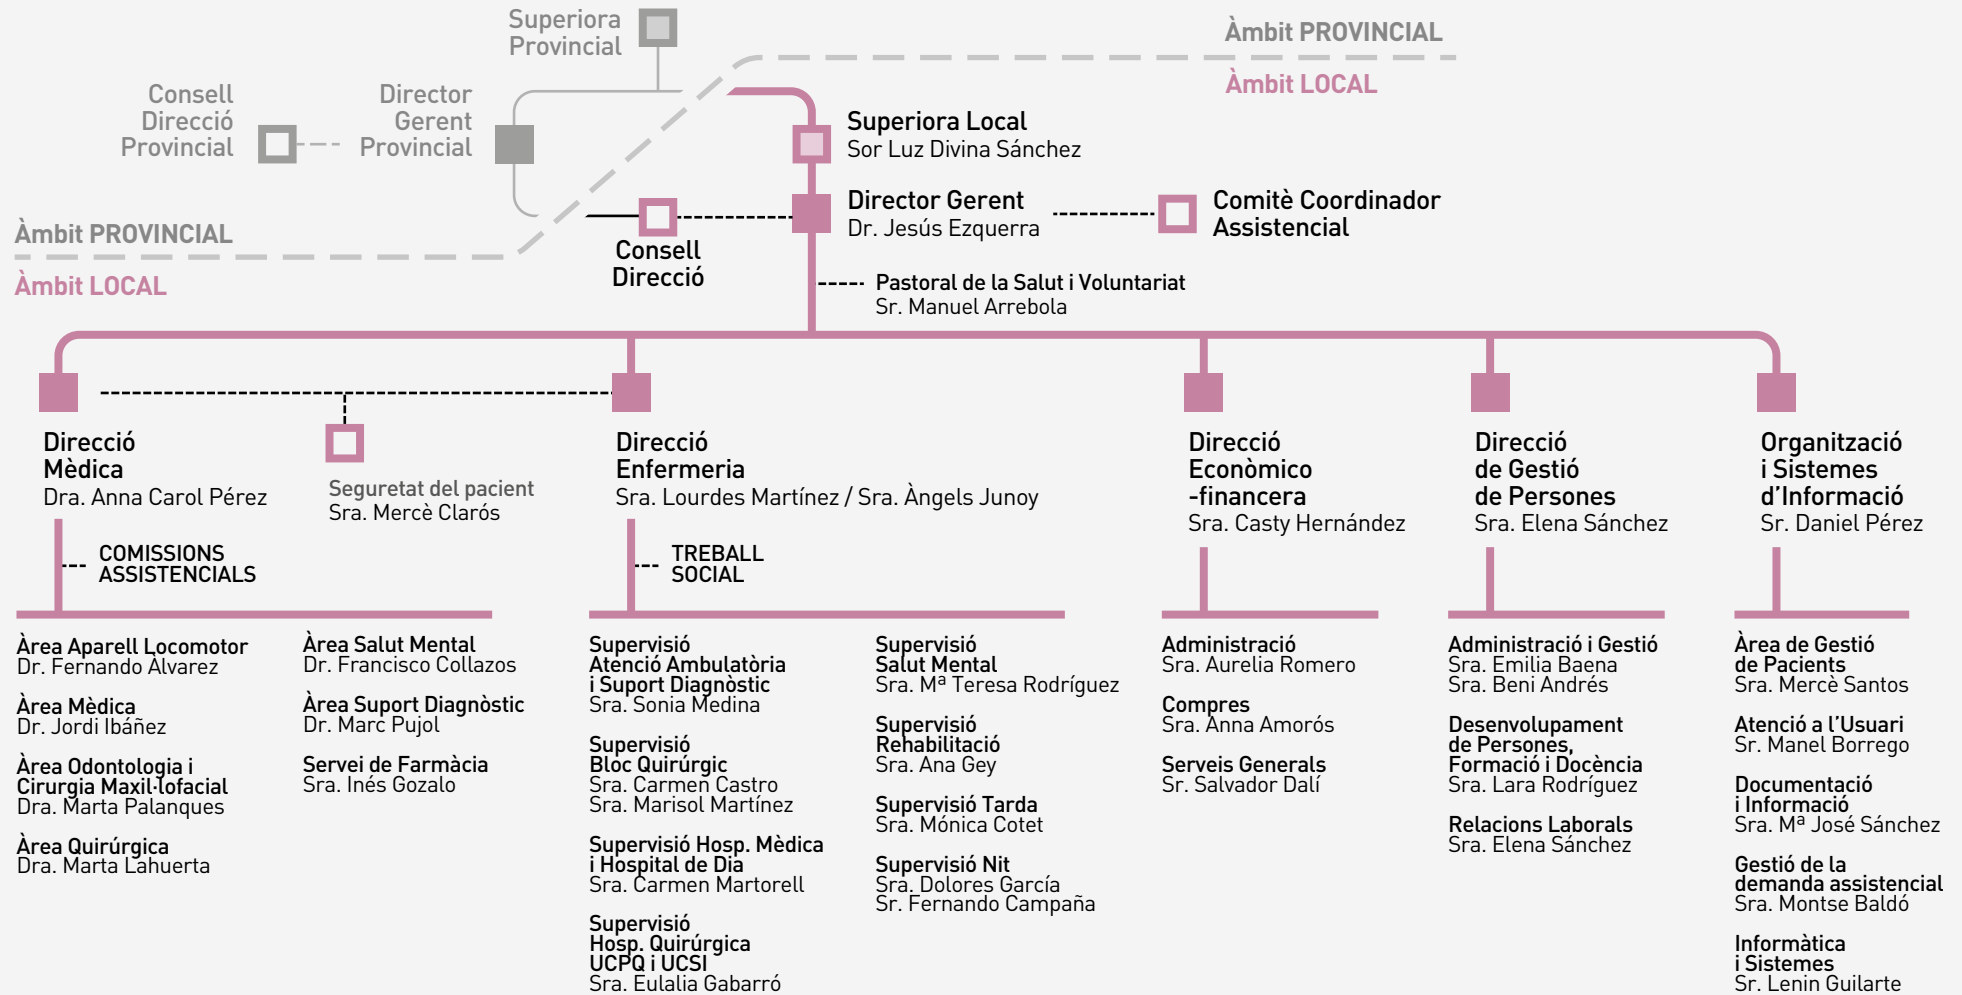 Superiora
Provincial
Àmbit PROVINCIAL
Àmbit LOCAL
Consell
Direcció
Provincial
Director
Gerent
Provincial
Superiora Local
Sor Luz Divina Sánchez
Director Gerent
Dr. Jesús Ezquerra
Comitè Coordinador
Assistencial
Àmbit PROVINCIAL
Àmbit LOCAL
Consell
Direcció
Pastoral de la Salut i Voluntariat
Sr. Manuel Arrebola
Direcció
Mèdica
Dra. Anna Carol Pérez
Seguretat del pacient
Sra. Mercè Clarós
Direcció
Enfermeria
Sra. Lourdes Martínez / Sra. Àngels Junoy
Direcció
Econòmico
-financera
Sra. Casty Hernández
Direcció
de Gestió
de Persones
Sra. Elena Sánchez
Organització
i Sistemes
d’Informació
Sr. Daniel Pérez
COMISSIONS
ASSISTENCIALS
TREBALL
SOCIAL
Àrea Aparell Locomotor
Dr. Fernando Álvarez
Àrea Mèdica
Dr. Jordi Ibáñez
Àrea Odontologia i
Cirurgia Maxil·lofacial
Dra. Marta Palanques
Àrea Quirúrgica
Dra. Marta Lahuerta
Àrea Salut Mental
Dr. Francisco Collazos
Àrea Suport Diagnòstic
Dr. Marc Pujol
Servei de Farmàcia
Sra. Inés Gozalo
Supervisió
Atenció Ambulatòria
i Suport Diagnòstic
Sra. Sonia Medina
Supervisió
Bloc Quirúrgic
Sra. Carmen Castro
Sra. Marisol Martínez
Supervisió Hosp. Mèdica
i Hospital de Dia
Sra. Carmen Martorell
Supervisió
Hosp. Quirúrgica
UCPQ i UCSI
Sra. Eulalia Gabarró
Supervisió
Salut Mental
Sra. Mª Teresa Rodríguez
Supervisió
Rehabilitació
Sra. Ana Gey
Supervisió Tarda
Sra. Mónica Cotet
Supervisió Nit
Sra. Dolores García
Sr. Fernando Campaña
Administració
Sra. Aurelia Romero
Compres
Sra. Anna Amorós
Serveis Generals
Sr. Salvador Dalí
Administració i Gestió
Sra. Emilia Baena
Sra. Beni Andrés
Desenvolupament
de Persones,
Formació i Docència
Sra. Lara Rodríguez
Relacions Laborals
Sra. Elena Sánchez
Àrea de Gestió
de Pacients
Sra. Mercè Santos
Atenció a l’Usuari
Sr. Manel Borrego
Documentació
i Informació
Sra. Mª José Sánchez
Gestió de la
demanda assistencial
Sra. Montse Baldó
Informàtica
i Sistemes
Sr. Lenin Guilarte